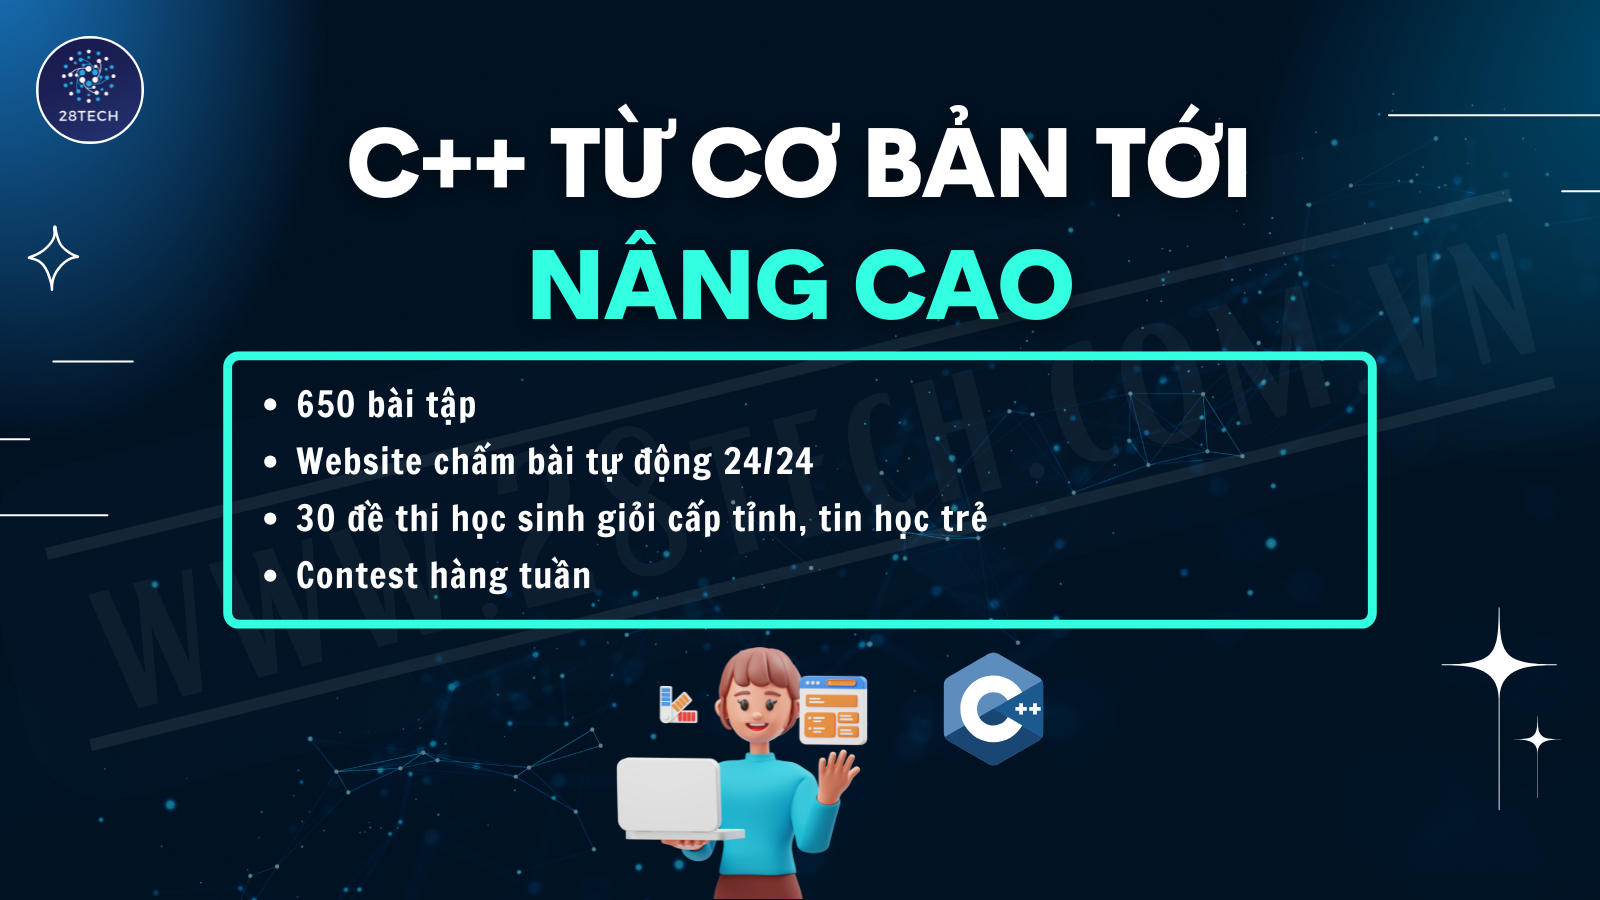 28TECH
C++ TỪ CƠ BẢN TỚI
NÂNG CAO
• 650 bài tập
• Website chấm bài tự động 24/24
• 30 đề thi học sinh giỏi cấp tỉnh, tin học trẻ
• Contest hàng tuần
WWW.28TECH.COM.VN
C++